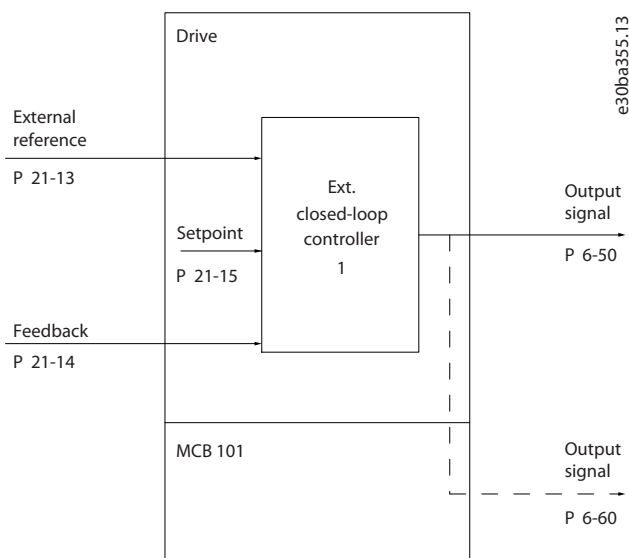 Drive
e30ba355.13
External
reference
P 21-13
Ext.
closed-loop
controller
1
Setpoint
P 21-15
Output
signal
P 6-50
Feedback
P 21-14
MCB 101
Output
signal
P 6-60